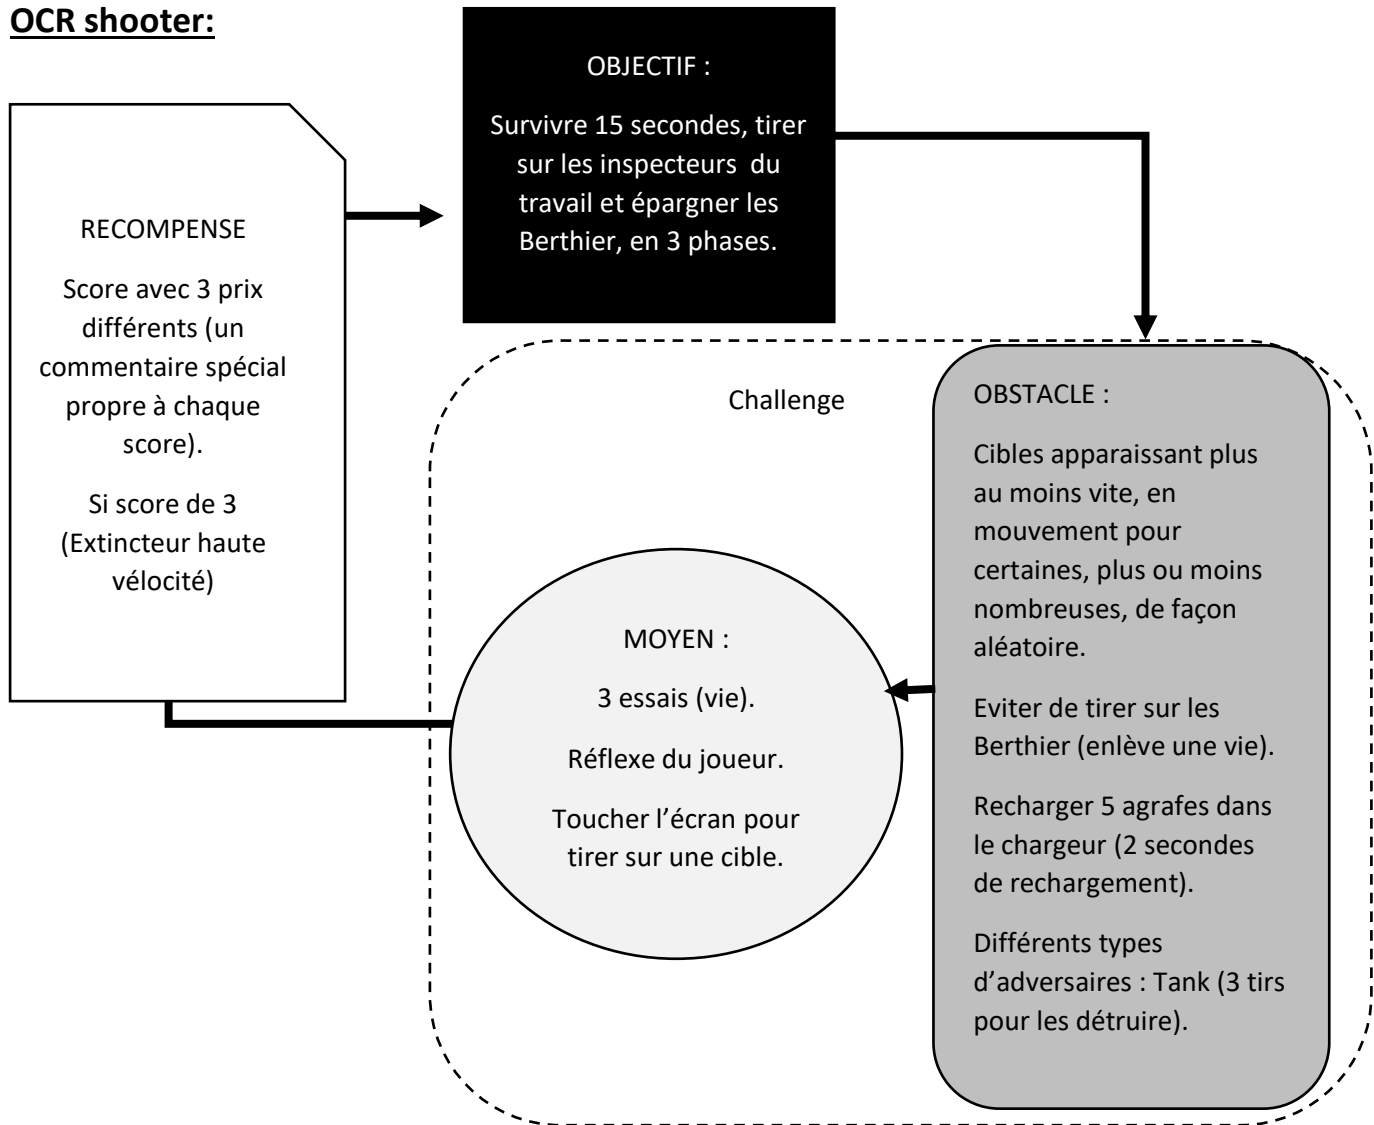 OCR shooter:
OBJECTIF :
Survivre 15 secondes, tirer
sur les inspecteurs du
travail et épargner les
Berthier, en 3 phases.
RECOMPENSE
Score avec 3 prix
différents (un
commentaire spécial
propre à chaque
score).
Si score de 3
(Extincteur haute
vélocité)
Challenge
OBSTACLE :
Cibles apparaissant plus
au moins vite, en
mouvement pour
certaines, plus ou moins
nombreuses, de façon
aléatoire.
Eviter de tirer sur les
Berthier (enlève une vie).
Recharger 5 agrafes dans
le chargeur (2 secondes
de rechargement).
Différents types
d’adversaires : Tank (3 tirs
pour les détruire).
MOYEN :
3 essais (vie).
Réflexe du joueur.
Toucher l’écran pour
tirer sur une cible.